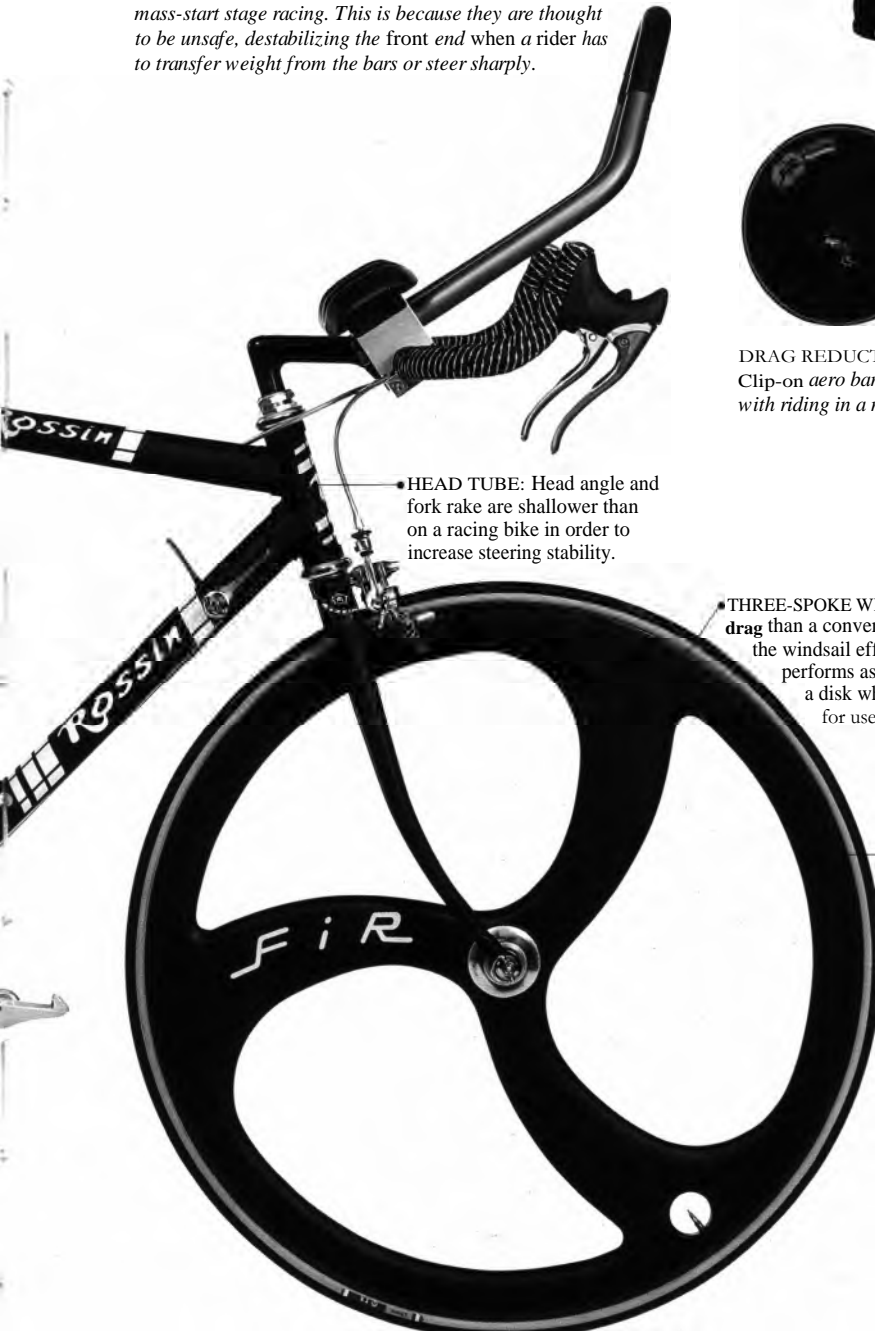 mass-start stage racing. This is because they are thought
to be unsafe, destabilizing the front end when a rider has
to transfer weight from the bars or steer sharply.
DRAG REDUCT
Clip-on aero bar
with riding in a r
ROSSIN
HEAD TUBE: Head angle and
fork rake are shallower than
on a racing bike in order to
increase steering stability.
THREE-SPOKE W
drag than a conver
the windsail eff
performs as
a disk wh
for use
ROSSIN
FiR